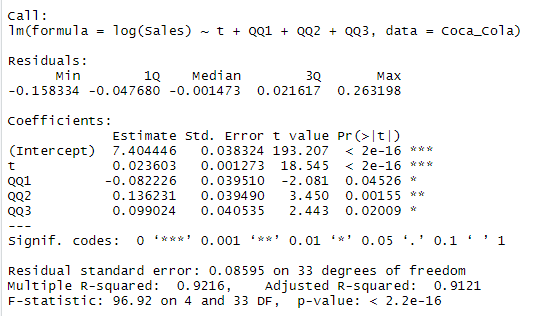 Call:
lm(formula = log(Sales) ~ t + QQ1 + QQ2 + QQ3, data = Coca_Cola)
Residuals:
Min 1Q Median 3Q Max
-0.158334 -0.047680 -0.001473 0.021617 0.263198
Coefficients:
Estimate Std. Error t value Pr(>|t|)
(Intercept) 7.404446 0.038324 193.207 < 2e-16 ***
t 0.023603 0.001273 18.545 < 2e-16 ***
QQ1 -0.082226 0.039510 -2.081 0.04526 *
QQ2 0.136231 0.039490 3.450 0.00155 **
QQ3 0.099024 0.040535 2.443 0.02009 *
---
Signif. codes: 0 ‘***’ 0.001 ‘**’ 0.01 ‘*’ 0.05 ‘.’ 0.1 ‘ ’ 1
Residual standard error: 0.08595 on 33 degrees of freedom
Multiple R-squared: 0.9216, Adjusted R-squared: 0.9121
F-statistic: 96.92 on 4 and 33 DF, p-value: < 2.2e-16